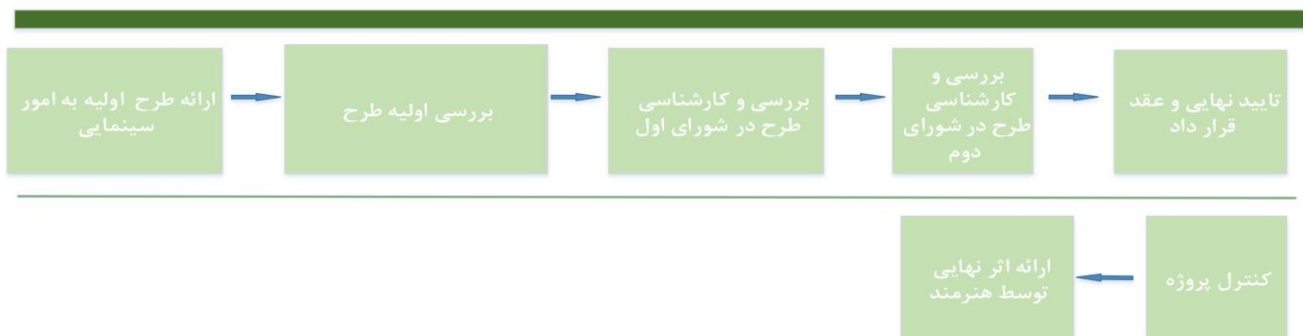 ارائه طرح اولیه به امور
سینمایی
بررسی اولیه طرح
بررسی و کارشناسی
طرح در شورای اول
بررسی و
کارشناسی
طرح در شورای
دوم
تایید نهایی و عقد
قرار داد
کنترل پروژه
ارائه اثر نهایی
توسط هنرمند